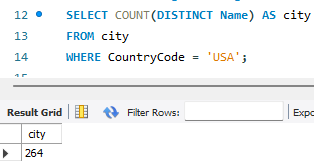 12 SELECT COUNT(DISTINCT Name) AS city
13 FROM city
14 WHERE CountryCode = 'USA';
Result Grid Filter Rows:
city
264